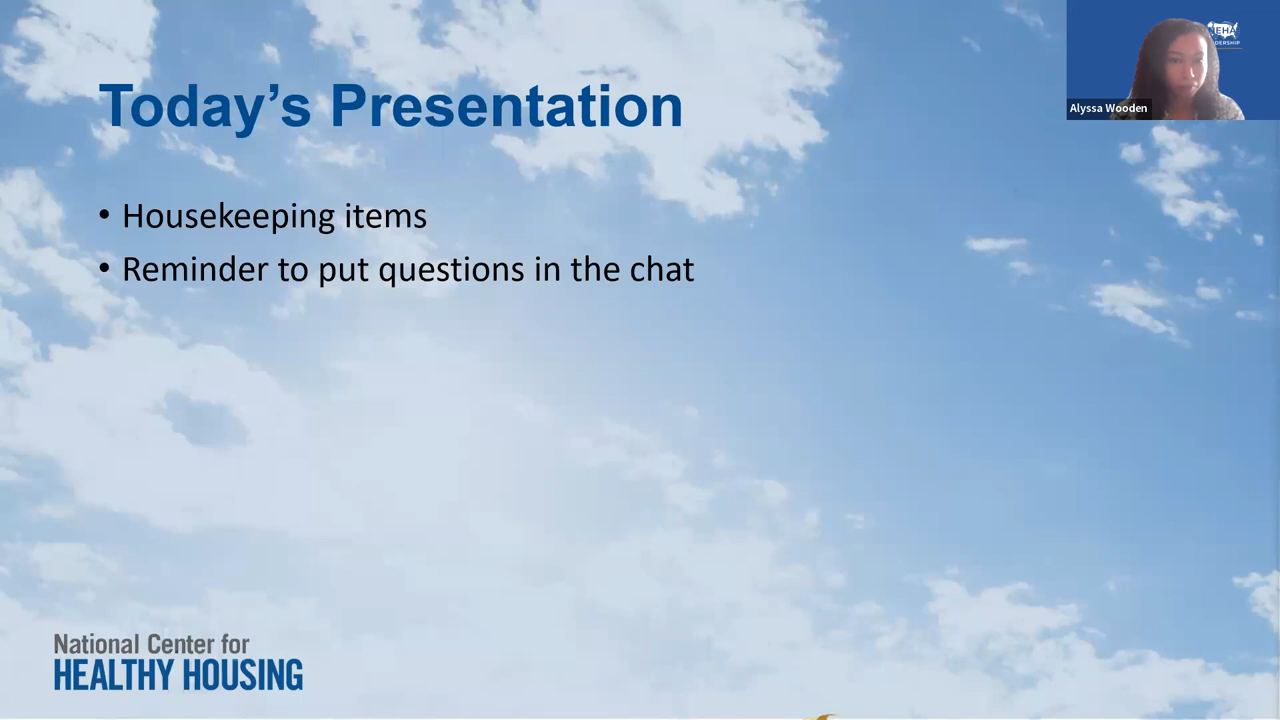 Today's Presentation
• Housekeeping items
• Reminder to put questions in the chat
Alyssa Wooden
National Center for
HEALTHY HOUSING